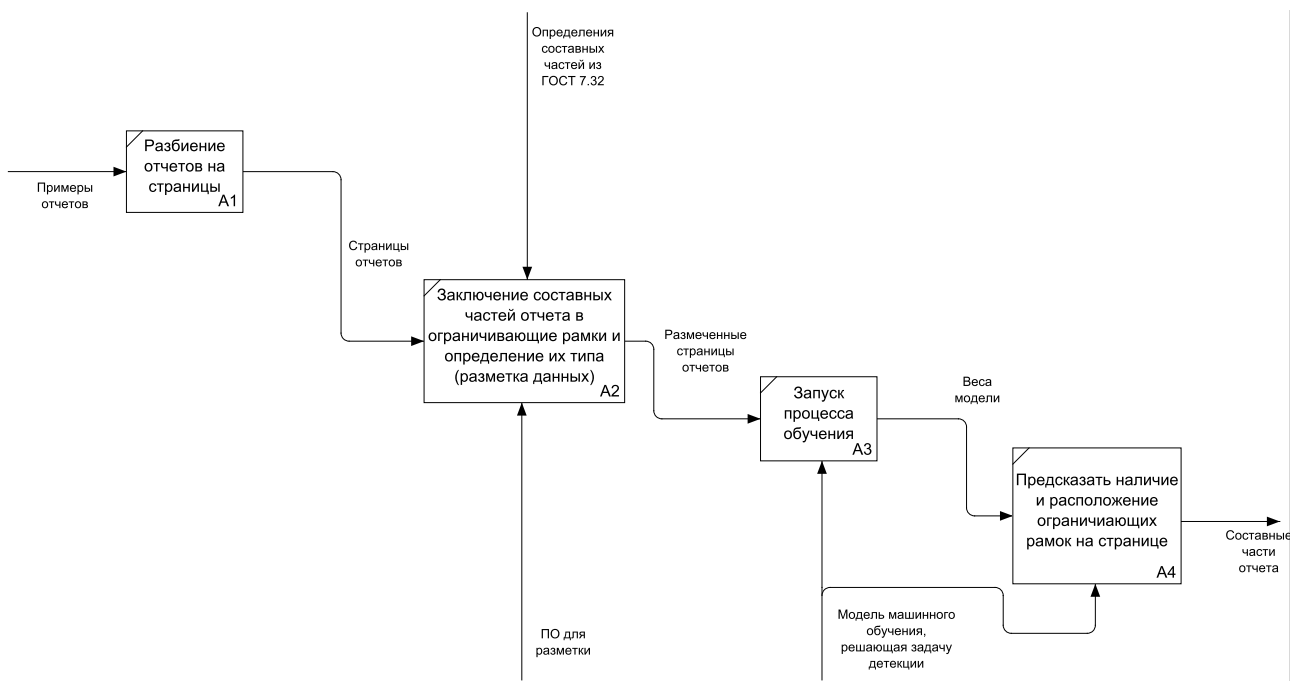 Определения
составных
частей из
ГОСТ 7.32
Разбиение
отчетов на
страницы
A1
Примеры
отчетов
Страницы
отчетов
Заключение составных
частей отчета в
ограничивающие рамки и
определение их типа
(разметка данных)
A2
Размеченные
страницы
отчетов
Запуск
процесса
обучения
A3
Веса
модели
Предсказать наличие
и расположение
ограничиающих
рамок на странице
A4
Составные
части
отчета
Модель машинного
обучения,
решающая задачу
детекции
ПО для
разметки